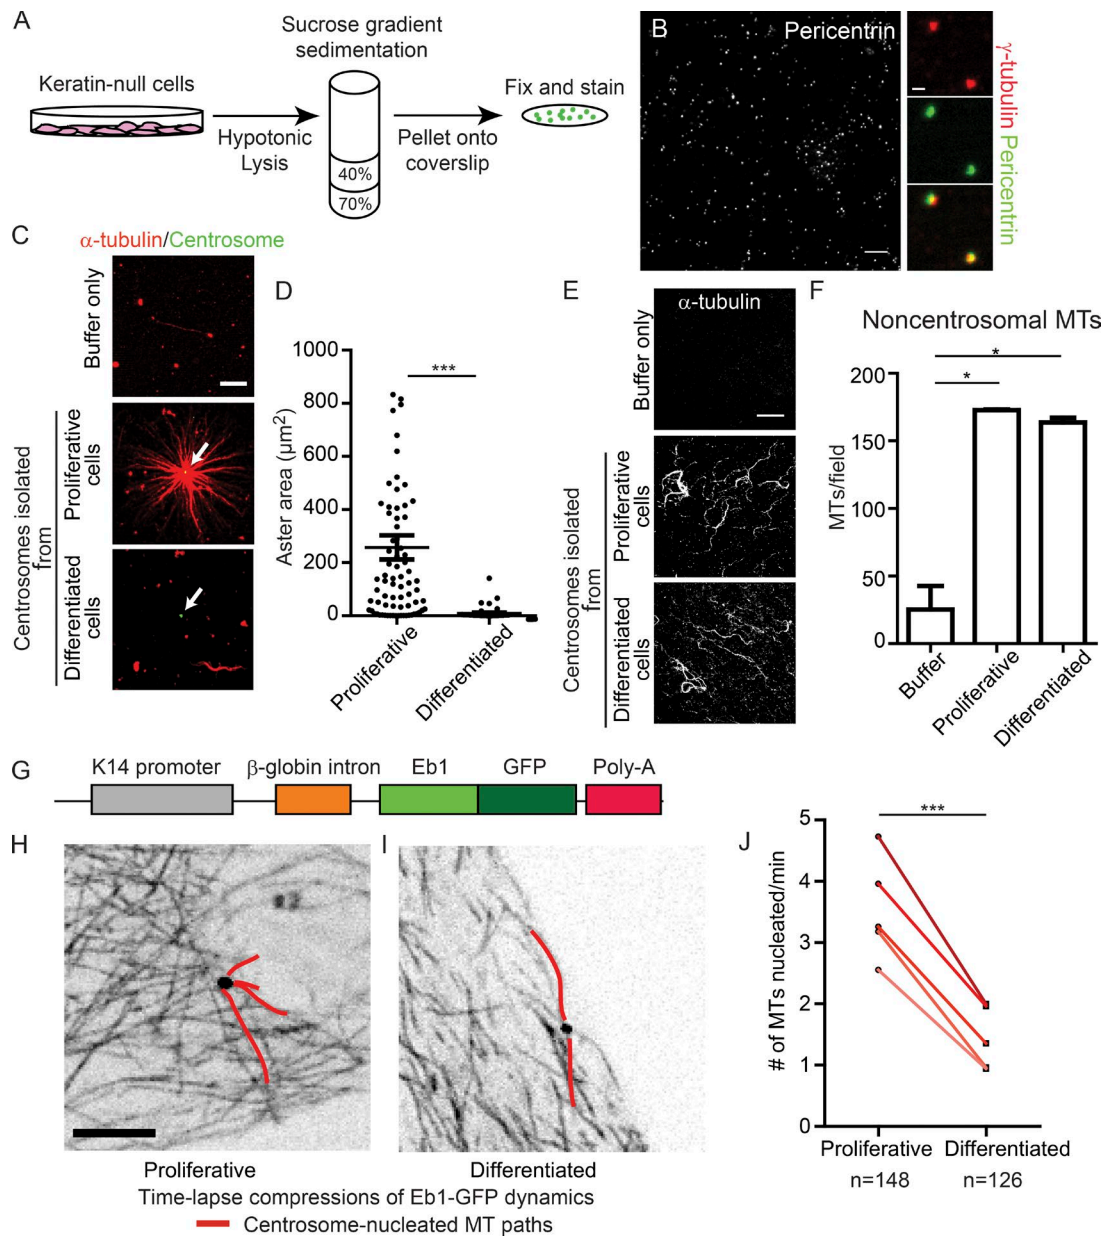 A
Keratin-null cells
Hypotonic
Lysis
Sucrose gradient
sedimentation
40%
70%
Pellet onto
coverslip
Fix and stain
B
Pericentrin
γ-tubulin Pericentrin
C
α-tubulin/Centrosome
Buffer only
Centrosomes isolated
from
Proliferative
cells
Differentiated
cells
D
Aster area (µm²)
1000
800
600
400
200
0
***
Proliferative
Differentiated
E
α-tubulin
Buffer only
Centrosomes isolated
from
Proliferative
cells
Differentiated
cells
F
Noncentrosomal MTs
*
*
MTs/field
200
150
100
50
0
Buffer
Proliferative
Differentiated
G
K14 promoter
β-globin intron
Eb1
GFP
Poly-A
H
Proliferative
I
Differentiated
Time-lapse compressions of Eb1-GFP dynamics
Centrosome-nucleated MT paths
J
# of MTs nucleated/min
5
4
3
2
1
0
***
Proliferative
Differentiated
n=148
n=126